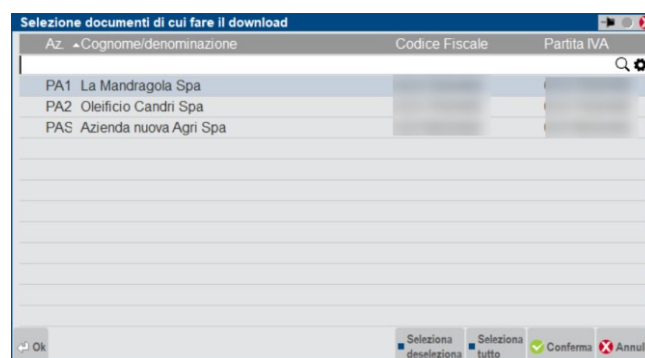 Selezione documenti di cui fare il download
Az. Cognome/denominazione Codice Fiscale Partita IVA
PA1 La Mandragola Spa
PA2 Oleificio Candri Spa
PAS Azienda nuova Agri Spa
Ok Seleziona deseleziona Seleziona tutto Conferma Annul